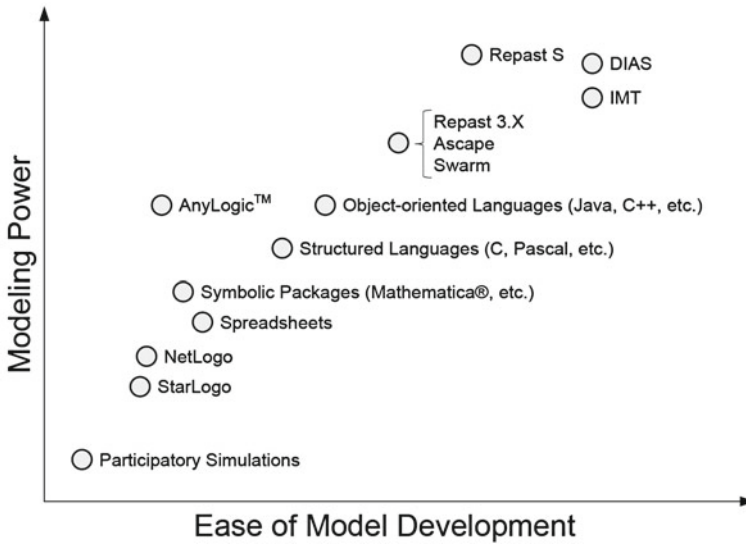 Repast S
DIAS
IMT
Repast 3.X
Ascape
Swarm
AnyLogic™
Object-oriented Languages (Java, C++, etc.)
Structured Languages (C, Pascal, etc.)
Symbolic Packages (Mathematica®, etc.)
Spreadsheets
NetLogo
StarLogo
Participatory Simulations
Modeling Power
Ease of Model Development